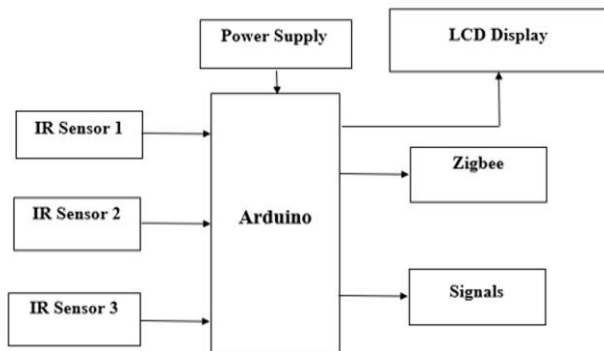 Power Supply
LCD Display
IR Sensor 1
Zigbee
IR Sensor 2
Arduino
IR Sensor 3
Signals